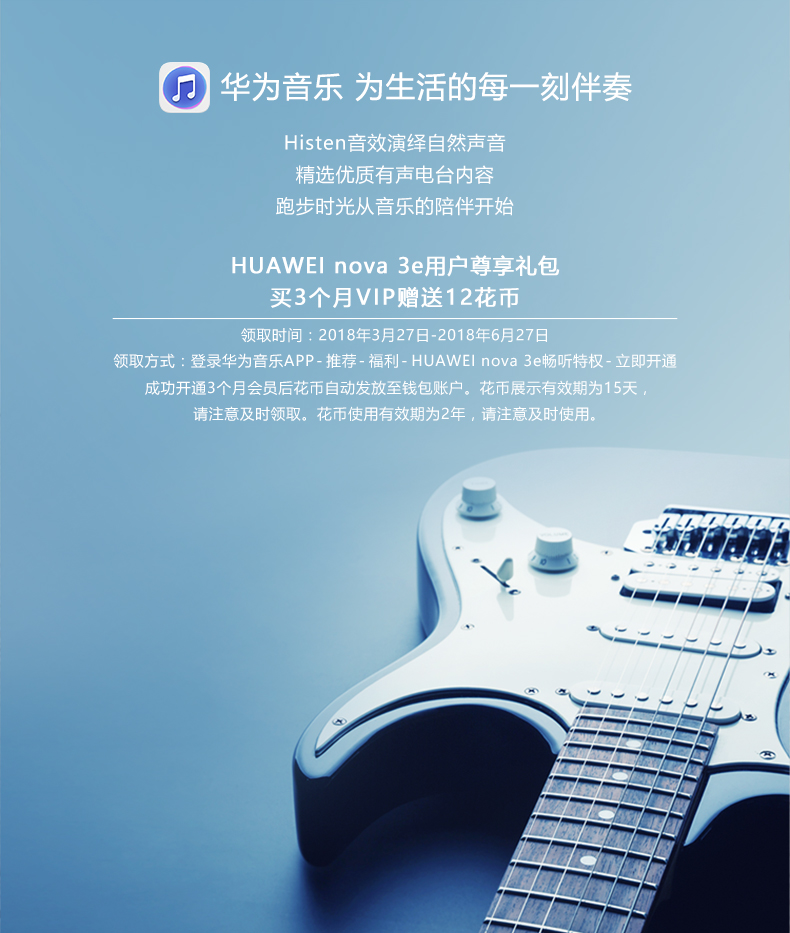 华为音乐 为生活的每一刻伴奏
Histen音效演绎自然声音
精选优质有声电台内容
跑步时光从音乐的陪伴开始
HUAWEI nova 3e用户尊享礼包
买3个月VIP赠送12花币
领取时间：2018年3月27日-2018年6月27日
领取方式：登录华为音乐APP - 推荐 - 福利 - HUAWEI nova 3e畅听特权 - 立即开通
成功开通3个月会员后花币自动发放至钱包账户。花币展示有效期为15天，
请注意及时领取。花币使用有效期为2年，请注意及时使用。